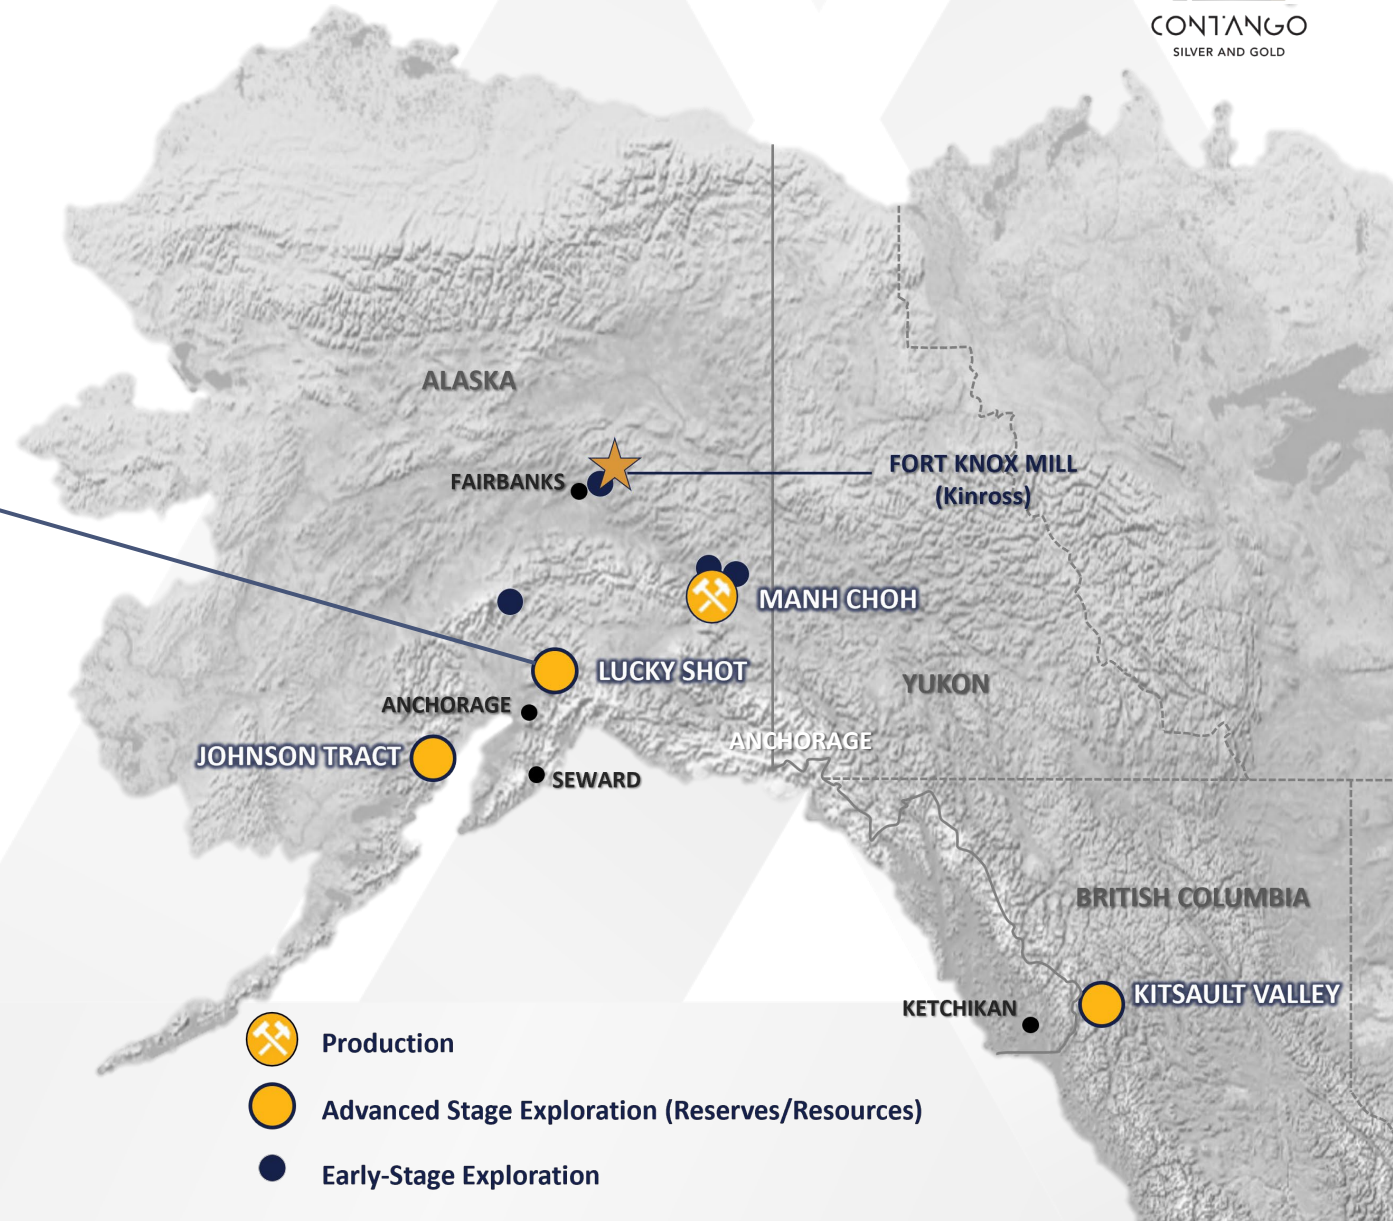 CONTANGO
SILVER AND GOLD
ALASKA
FAIRBANKS
FORT KNOX MILL
(Kinross)
MANH CHOH
LUCKY SHOT
YUKON
ANCHORAGE
ANCHORAGE
JOHNSON TRACT
SEWARD
BRITISH COLUMBIA
KITSAULT VALLEY
KETCHIKAN
Production
Advanced Stage Exploration (Reserves/Resources)
Early-Stage Exploration